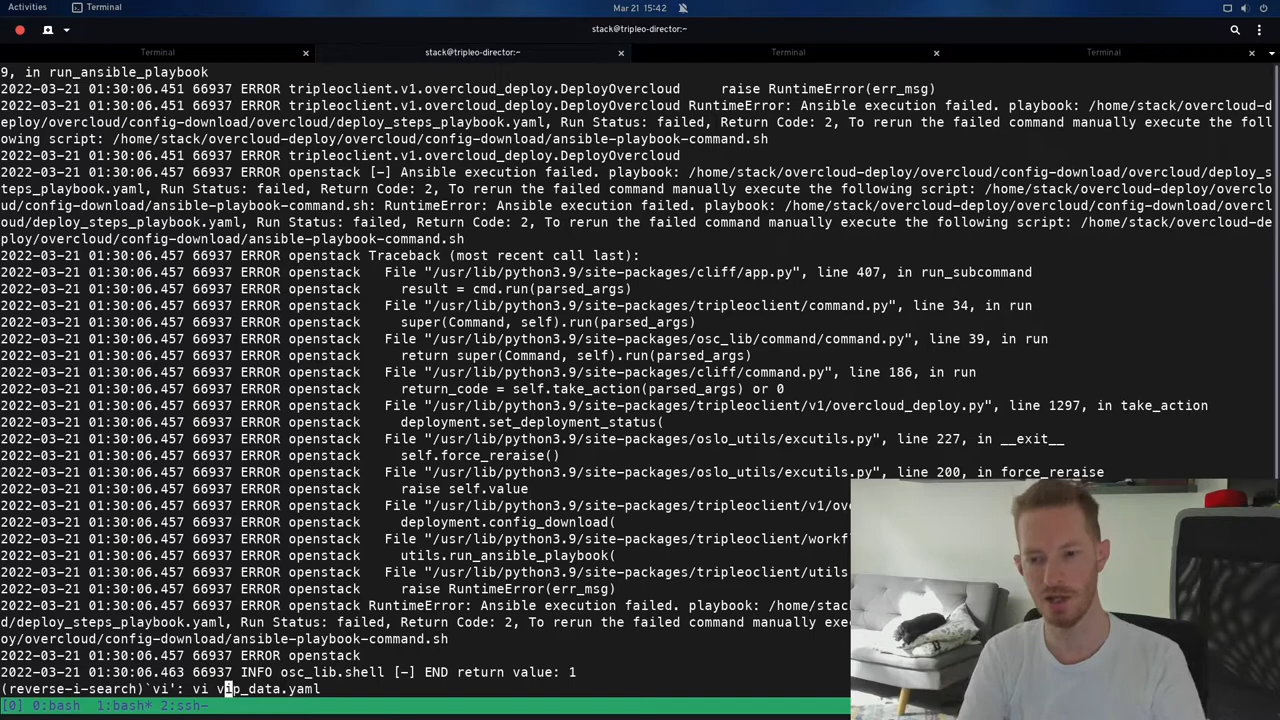 Activities
Terminal
Mar 21 15:42
stack@tripleo-director:~
Terminal
stack@tripleo-director:~
Terminal
Terminal
9, in run_ansible_playbook
2022-03-21 01:30:06.451 66937 ERROR tripleoclient.v1.overcloud_deploy.DeployOvercloud     raise RuntimeError(err_msg)
2022-03-21 01:30:06.451 66937 ERROR tripleoclient.v1.overcloud_deploy.DeployOvercloud RuntimeError: Ansible execution failed. playbook: /home/stack/overcloud-d
eploy/overcloud/config-download/overcloud/deploy_steps_playbook.yaml, Run Status: failed, Return Code: 2, To rerun the failed command manually execute the foll
owing script: /home/stack/overcloud-deploy/overcloud/config-download/overcloud/ansible-playbook-command.sh
2022-03-21 01:30:06.451 66937 ERROR tripleoclient.v1.overcloud_deploy.DeployOvercloud
2022-03-21 01:30:06.457 66937 ERROR openstack [-] Ansible execution failed. playbook: /home/stack/overcloud-deploy/overcloud/config-download/overcloud/deploy_s
teps_playbook.yaml, Run Status: failed, Return Code: 2, To rerun the failed command manually execute the following script: /home/stack/overcloud-deploy/overclo
ud/config-download/overcloud/ansible-playbook-command.sh: RuntimeError: Ansible execution failed. playbook: /home/stack/overcloud-deploy/overcloud/config-download/overcl
oud/deploy_steps_playbook.yaml, Run Status: failed, Return Code: 2, To rerun the failed command manually execute the following script: /home/stack/overcloud-de
ploy/overcloud/config-download/overcloud/ansible-playbook-command.sh
2022-03-21 01:30:06.457 66937 ERROR openstack Traceback (most recent call last):
2022-03-21 01:30:06.457 66937 ERROR openstack   File "/usr/lib/python3.9/site-packages/cliff/app.py", line 407, in run_subcommand
2022-03-21 01:30:06.457 66937 ERROR openstack     result = cmd.run(parsed_args)
2022-03-21 01:30:06.457 66937 ERROR openstack   File "/usr/lib/python3.9/site-packages/tripleoclient/command.py", line 34, in run
2022-03-21 01:30:06.457 66937 ERROR openstack     super(Command, self).run(parsed_args)
2022-03-21 01:30:06.457 66937 ERROR openstack   File "/usr/lib/python3.9/site-packages/osc_lib/command/command.py", line 39, in run
2022-03-21 01:30:06.457 66937 ERROR openstack     return super(Command, self).run(parsed_args)
2022-03-21 01:30:06.457 66937 ERROR openstack   File "/usr/lib/python3.9/site-packages/cliff/command.py", line 186, in run
2022-03-21 01:30:06.457 66937 ERROR openstack     return_code = self.take_action(parsed_args) or 0
2022-03-21 01:30:06.457 66937 ERROR openstack   File "/usr/lib/python3.9/site-packages/tripleoclient/v1/overcloud_deploy.py", line 1297, in take_action
2022-03-21 01:30:06.457 66937 ERROR openstack     deployment.set_deployment_status(
2022-03-21 01:30:06.457 66937 ERROR openstack   File "/usr/lib/python3.9/site-packages/oslo_utils/excutils.py", line 227, in __exit__
2022-03-21 01:30:06.457 66937 ERROR openstack     self.force_reraise()
2022-03-21 01:30:06.457 66937 ERROR openstack   File "/usr/lib/python3.9/site-packages/oslo_utils/excutils.py", line 200, in force_reraise
2022-03-21 01:30:06.457 66937 ERROR openstack     raise self.value
2022-03-21 01:30:06.457 66937 ERROR openstack   File "/usr/lib/python3.9/site-packages/tripleoclient/v1/ov
2022-03-21 01:30:06.457 66937 ERROR openstack     deployment.config_download(
2022-03-21 01:30:06.457 66937 ERROR openstack   File "/usr/lib/python3.9/site-packages/tripleoclient/workf
2022-03-21 01:30:06.457 66937 ERROR openstack     utils.run_ansible_playbook(
2022-03-21 01:30:06.457 66937 ERROR openstack   File "/usr/lib/python3.9/site-packages/tripleoclient/utils
2022-03-21 01:30:06.457 66937 ERROR openstack     raise RuntimeError(err_msg)
2022-03-21 01:30:06.457 66937 ERROR openstack RuntimeError: Ansible execution failed. playbook: /home/stac
d/deploy_steps_playbook.yaml, Run Status: failed, Return Code: 2, To rerun the failed command manually exe
oy/overcloud/config-download/overcloud/ansible-playbook-command.sh
2022-03-21 01:30:06.457 66937 ERROR openstack
2022-03-21 01:30:06.463 66937 INFO osc_lib.shell [-] END return value: 1
(reverse-i-search)`vi': vi vip_data.yaml
[0] 0:bash  1:bash* 2:ssh-